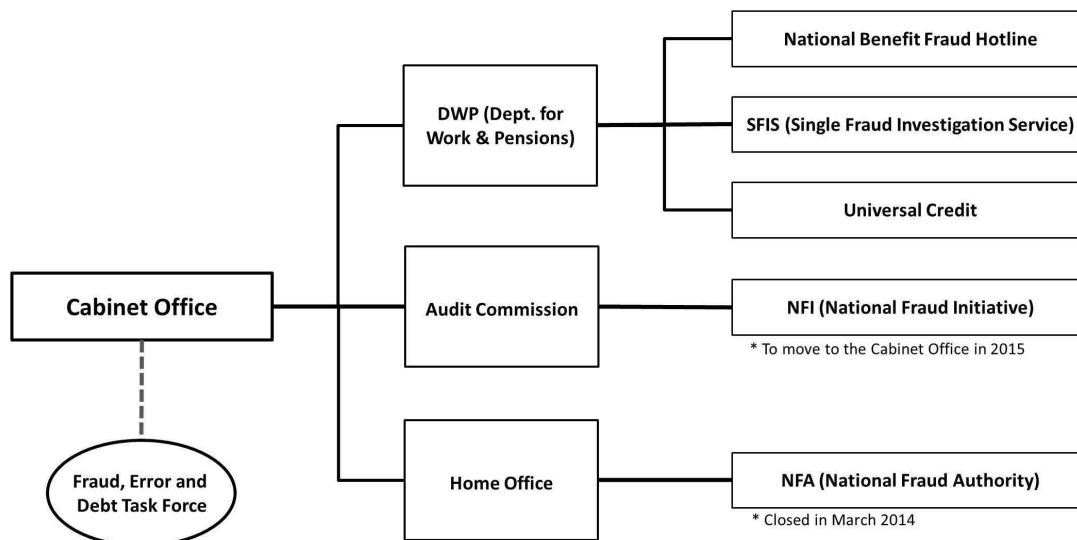 National Benefit Fraud Hotline
DWP (Dept. for
Work & Pensions)
SFIS (Single Fraud Investigation Service)
Universal Credit
Cabinet Office
Audit Commission
NFI (National Fraud Initiative)
* To move to the Cabinet Office in 2015
Fraud, Error and
Debt Task Force
Home Office
NFA (National Fraud Authority)
* Closed in March 2014